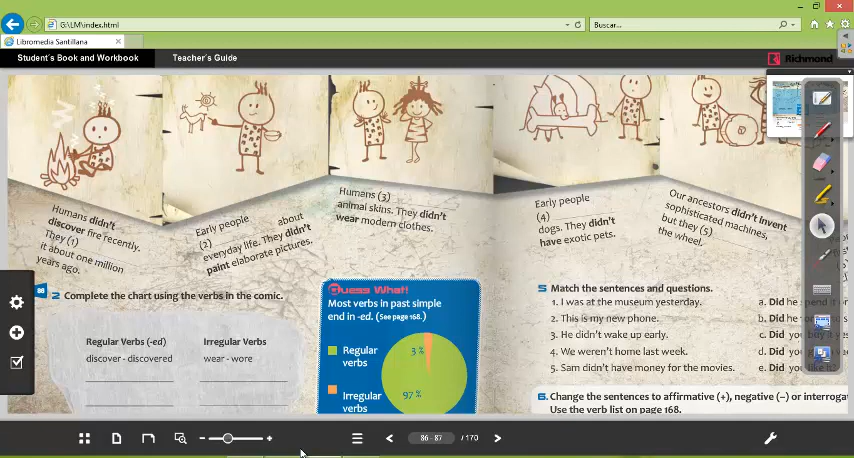 G:\LM\index.html
Buscar...
Libromedia Santillana
Student's Book and Workbook
Teacher's Guide
Richmond
Humans didn't
discover fire recently.
They (1)
it about one million
years ago.
Early people
(2) about
everyday life. They didn't
paint elaborate pictures.
Humans (3)
animal skins. They didn't
wear modern clothes.
Early people
(4)
dogs. They didn't
have exotic pets.
Our ancestors didn't invent
sophisticated machines,
but they (5)
the wheel.
86
2 Complete the chart using the verbs in the comic.
Regular Verbs (-ed) Irregular Verbs
discover - discovered wear - wore
Guess What!
Most verbs in past simple
end in -ed. (See page 168.)
Regular
verbs
Irregular
verbs
3 %
97 %
5 Match the sentences and questions.
1. I was at the museum yesterday.
2. This is my new phone.
3. He didn't wake up early.
4. We weren't home last week.
5. Sam didn't have money for the movies.
a. Did he
b. Did he
c. Did you
d. Did you
e. Did you
6. Change the sentences to affirmative (+), negative (−) or
Use the verb list on page 168.
86 - 87 / 170